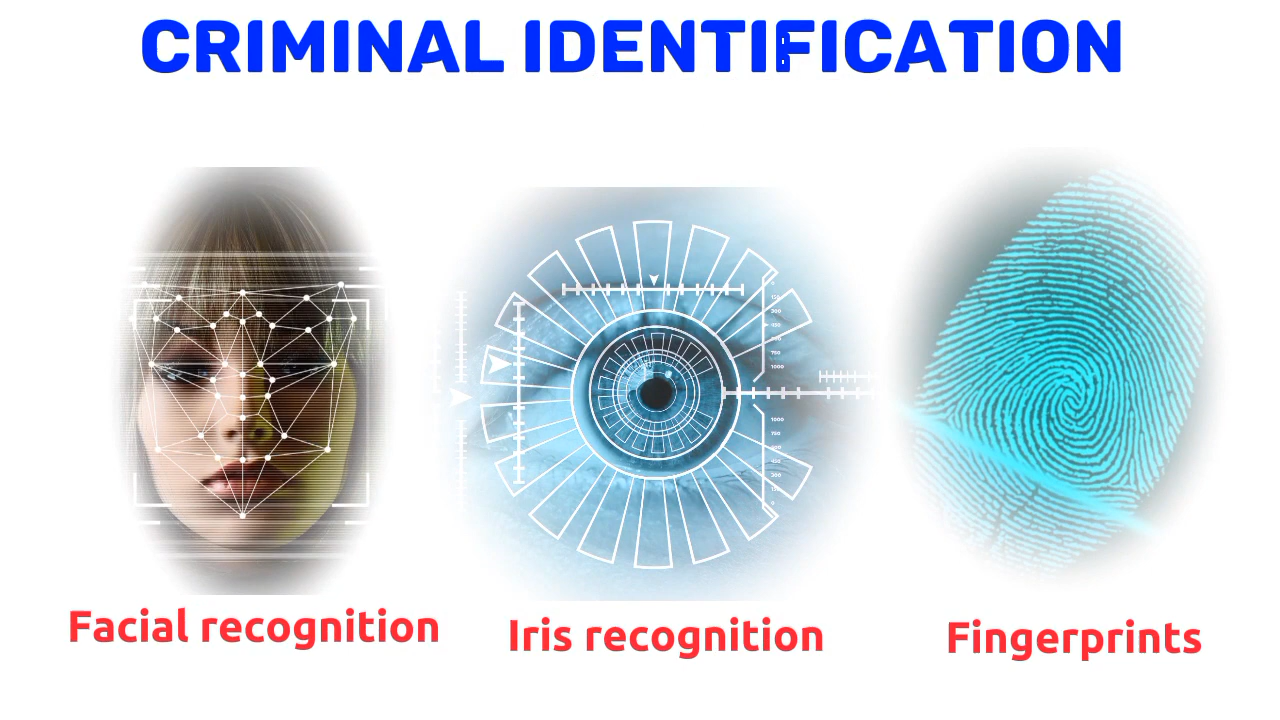 CRIMINAL IDENTIFICATION
Facial recognition
Iris recognition
Fingerprints